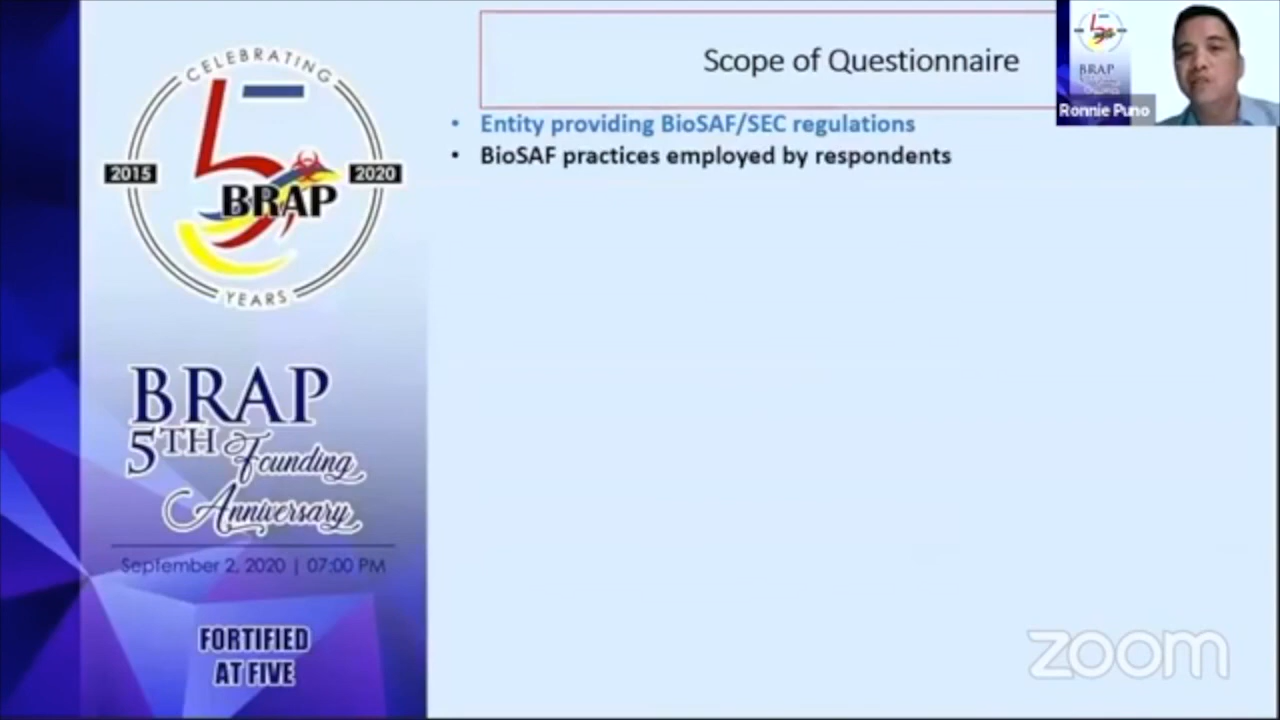 CELEBRATING
5
2015
2020
BRAP
YEARS
BRAP
5TH Founding
Anniversary
September 2, 2020 | 07:00 PM
FORTIFIED
AT FIVE
Scope of Questionnaire
• Entity providing BioSAF/SEC regulations
• BioSAF practices employed by respondents
BRAP
Ronnie Puno
zoom